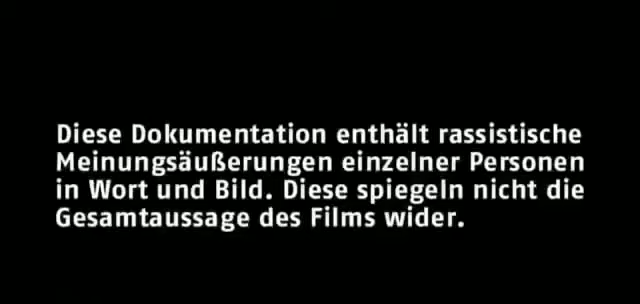 Diese Dokumentation enthält rassistische
Meinungsäußerungen einzelner Personen
in Wort und Bild. Diese spiegeln nicht die
Gesamtaussage des Films wider.